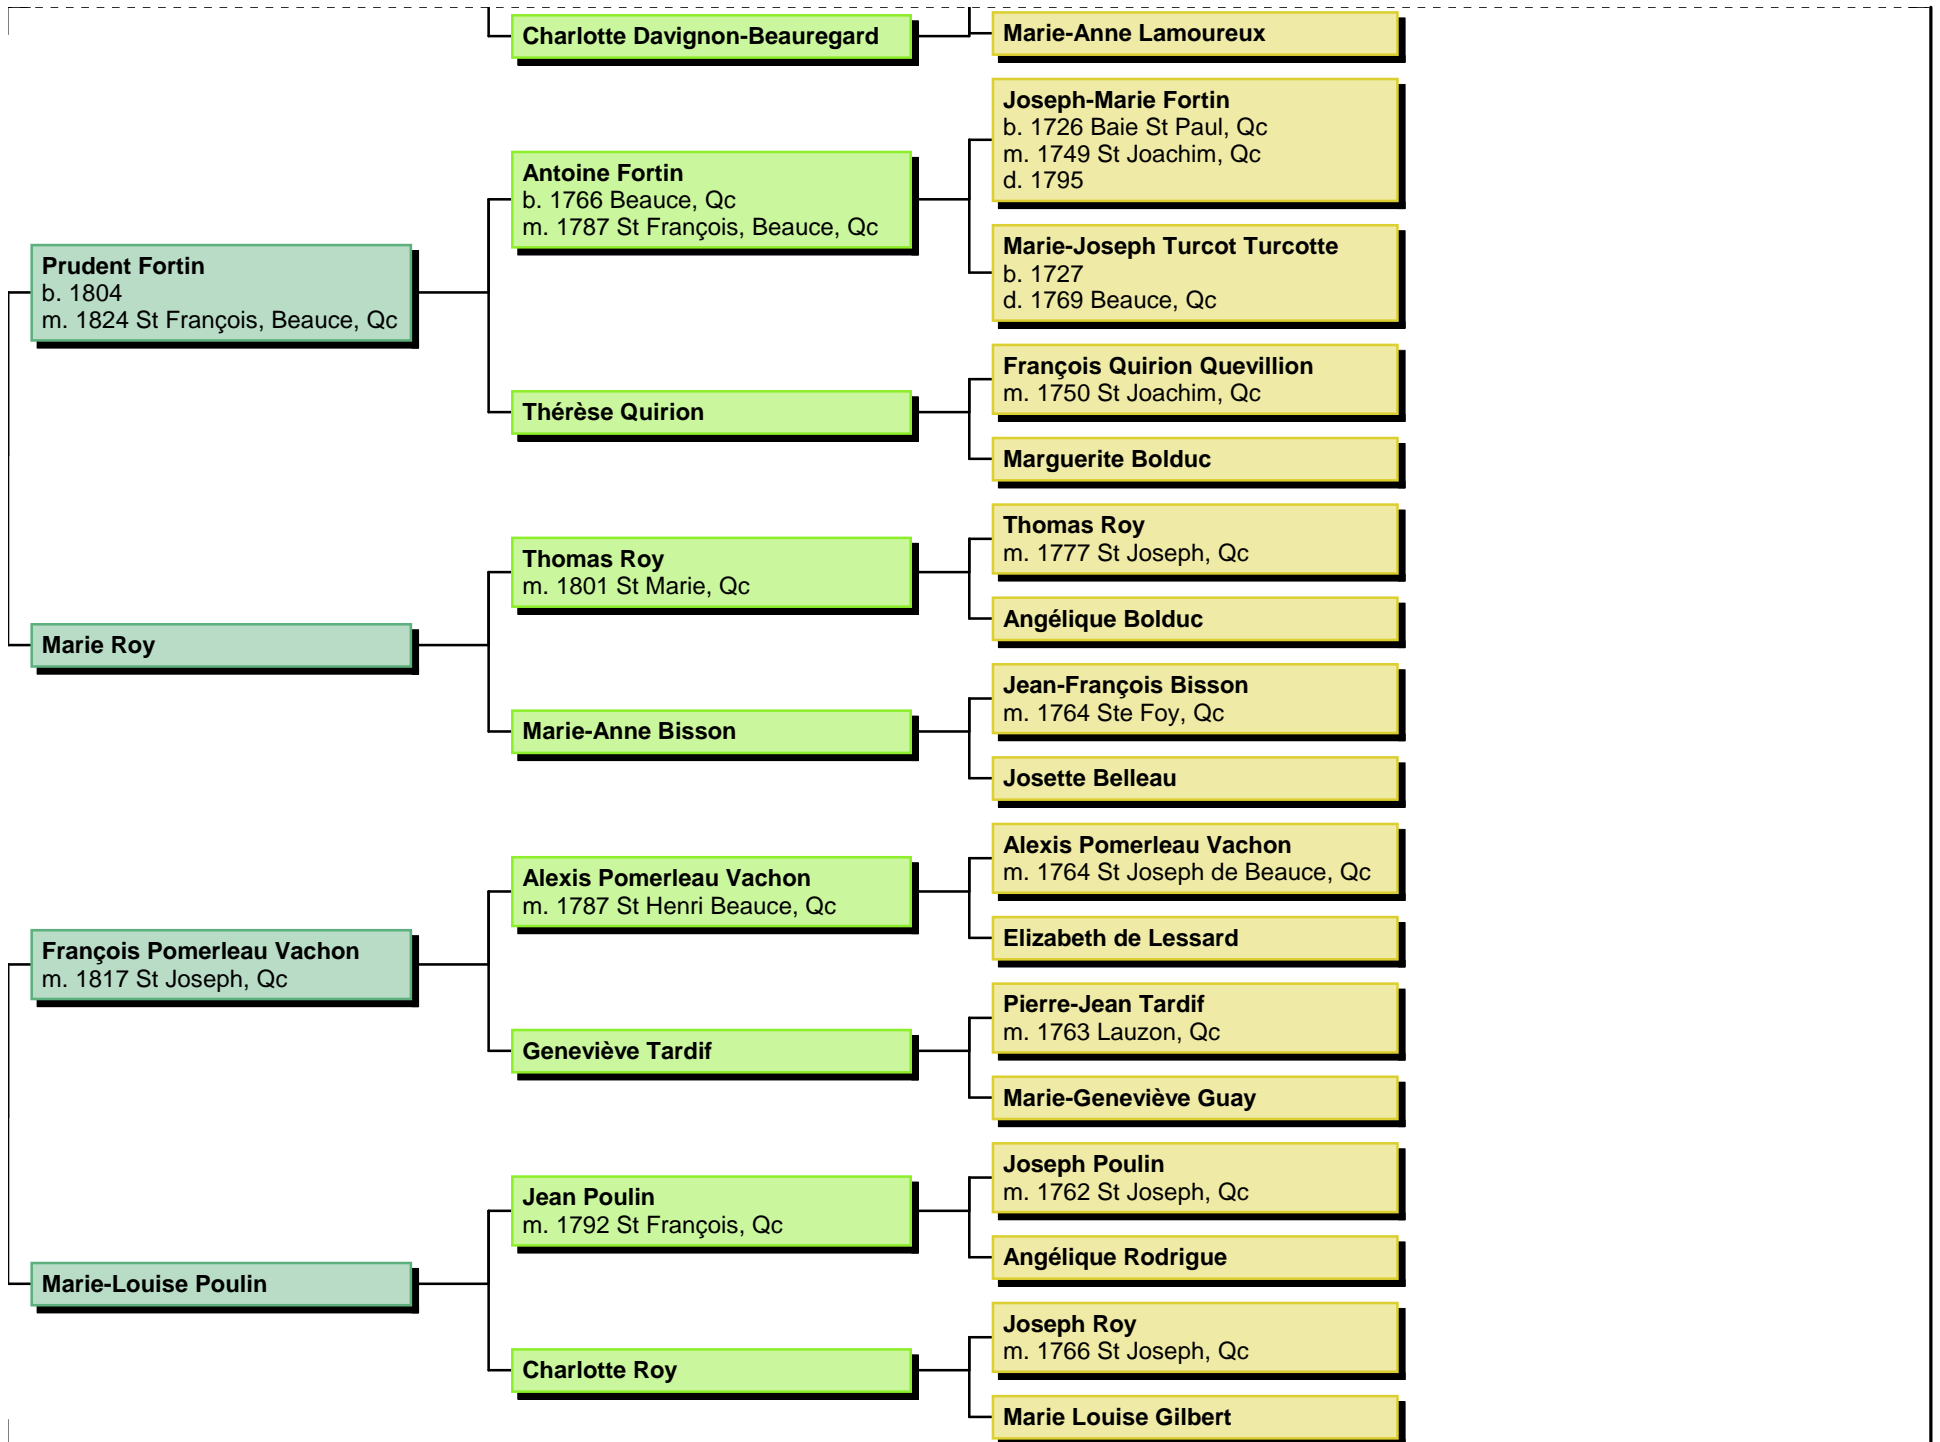 Charlotte Davignon-Beauregard
Marie-Anne Lamoureux
Joseph-Marie Fortin
b. 1726 Baie St Paul, Qc
m. 1749 St Joachim, Qc
d. 1795
Antoine Fortin
b. 1766 Beauce, Qc
m. 1787 St François, Beauce, Qc
Marie-Joseph Turcot Turcotte
b. 1727
d. 1769 Beauce, Qc
Prudent Fortin
b. 1804
m. 1824 St François, Beauce, Qc
François Quirion Quevillion
m. 1750 St Joachim, Qc
Thérèse Quirion
Marguerite Bolduc
Thomas Roy
m. 1777 St Joseph, Qc
Thomas Roy
m. 1801 St Marie, Qc
Angélique Bolduc
Marie Roy
Jean-François Bisson
m. 1764 Ste Foy, Qc
Marie-Anne Bisson
Josette Belleau
Alexis Pomerleau Vachon
m. 1764 St Joseph de Beauce, Qc
Alexis Pomerleau Vachon
m. 1787 St Henri Beauce, Qc
Elizabeth de Lessard
François Pomerleau Vachon
m. 1817 St Joseph, Qc
Pierre-Jean Tardif
m. 1763 Lauzon, Qc
Geneviève Tardif
Marie-Geneviève Guay
Joseph Poulin
m. 1762 St Joseph, Qc
Jean Poulin
m. 1792 St François, Qc
Angélique Rodrigue
Marie-Louise Poulin
Joseph Roy
m. 1766 St Joseph, Qc
Charlotte Roy
Marie Louise Gilbert